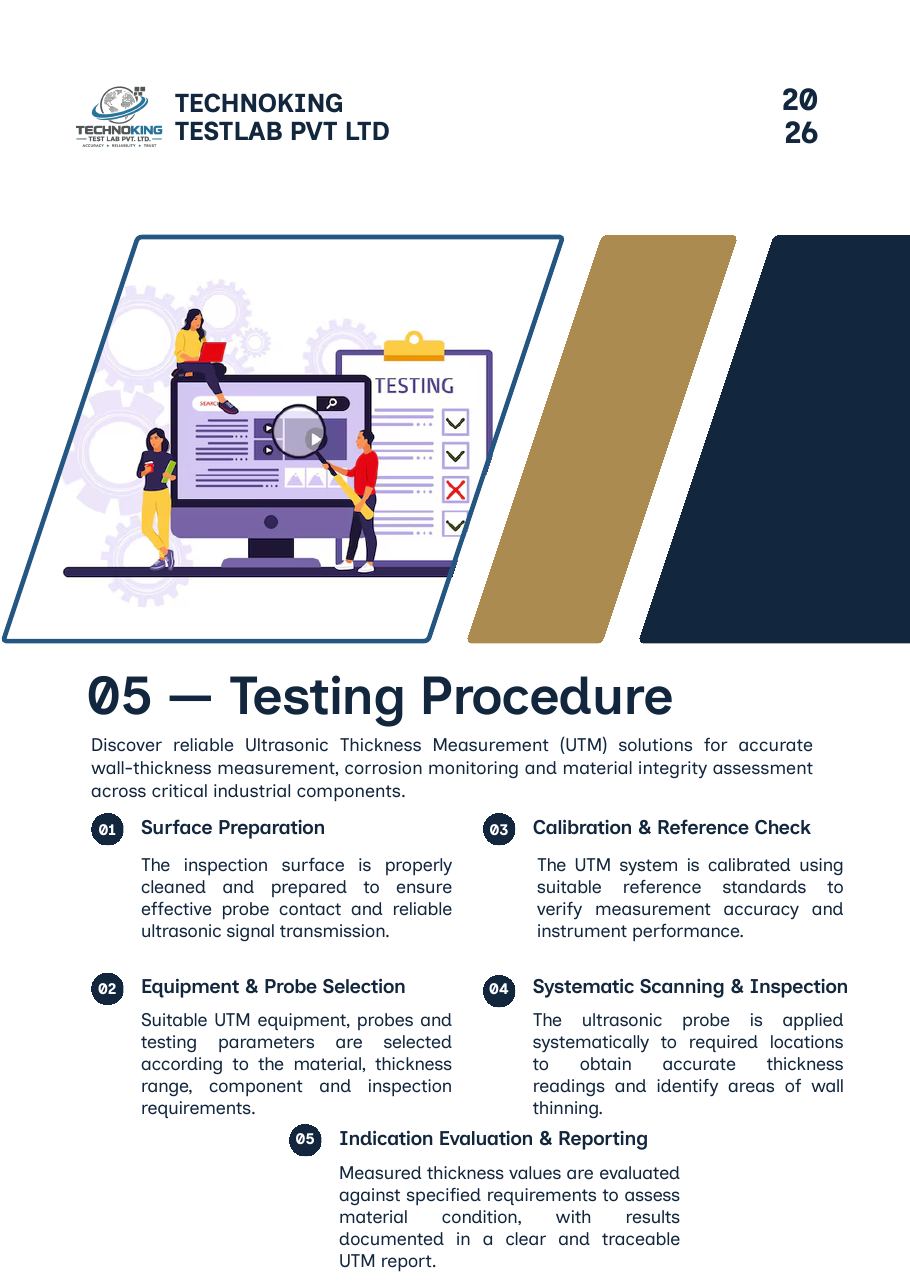 TECHNOKING
TEST LAB PVT. LTD.
ACCURACY • RELIABILITY • TRUST
TECHNOKING
TESTLAB PVT LTD
20
26
TESTING
SEARCH
05 — Testing Procedure
Discover reliable Ultrasonic Thickness Measurement (UTM) solutions for accurate
wall-thickness measurement, corrosion monitoring and material integrity assessment
across critical industrial components.
01 Surface Preparation
The inspection surface is properly
cleaned and prepared to ensure
effective probe contact and reliable
ultrasonic signal transmission.
02 Equipment & Probe Selection
Suitable UTM equipment, probes and
testing parameters are selected
according to the material, thickness
range, component and inspection
requirements.
03 Calibration & Reference Check
The UTM system is calibrated using
suitable reference standards to
verify measurement accuracy and
instrument performance.
04 Systematic Scanning & Inspection
The ultrasonic probe is applied
systematically to required locations
to obtain accurate thickness
readings and identify areas of wall
thinning.
05 Indication Evaluation & Reporting
Measured thickness values are evaluated
against specified requirements to assess
material condition, with results
documented in a clear and traceable
UTM report.